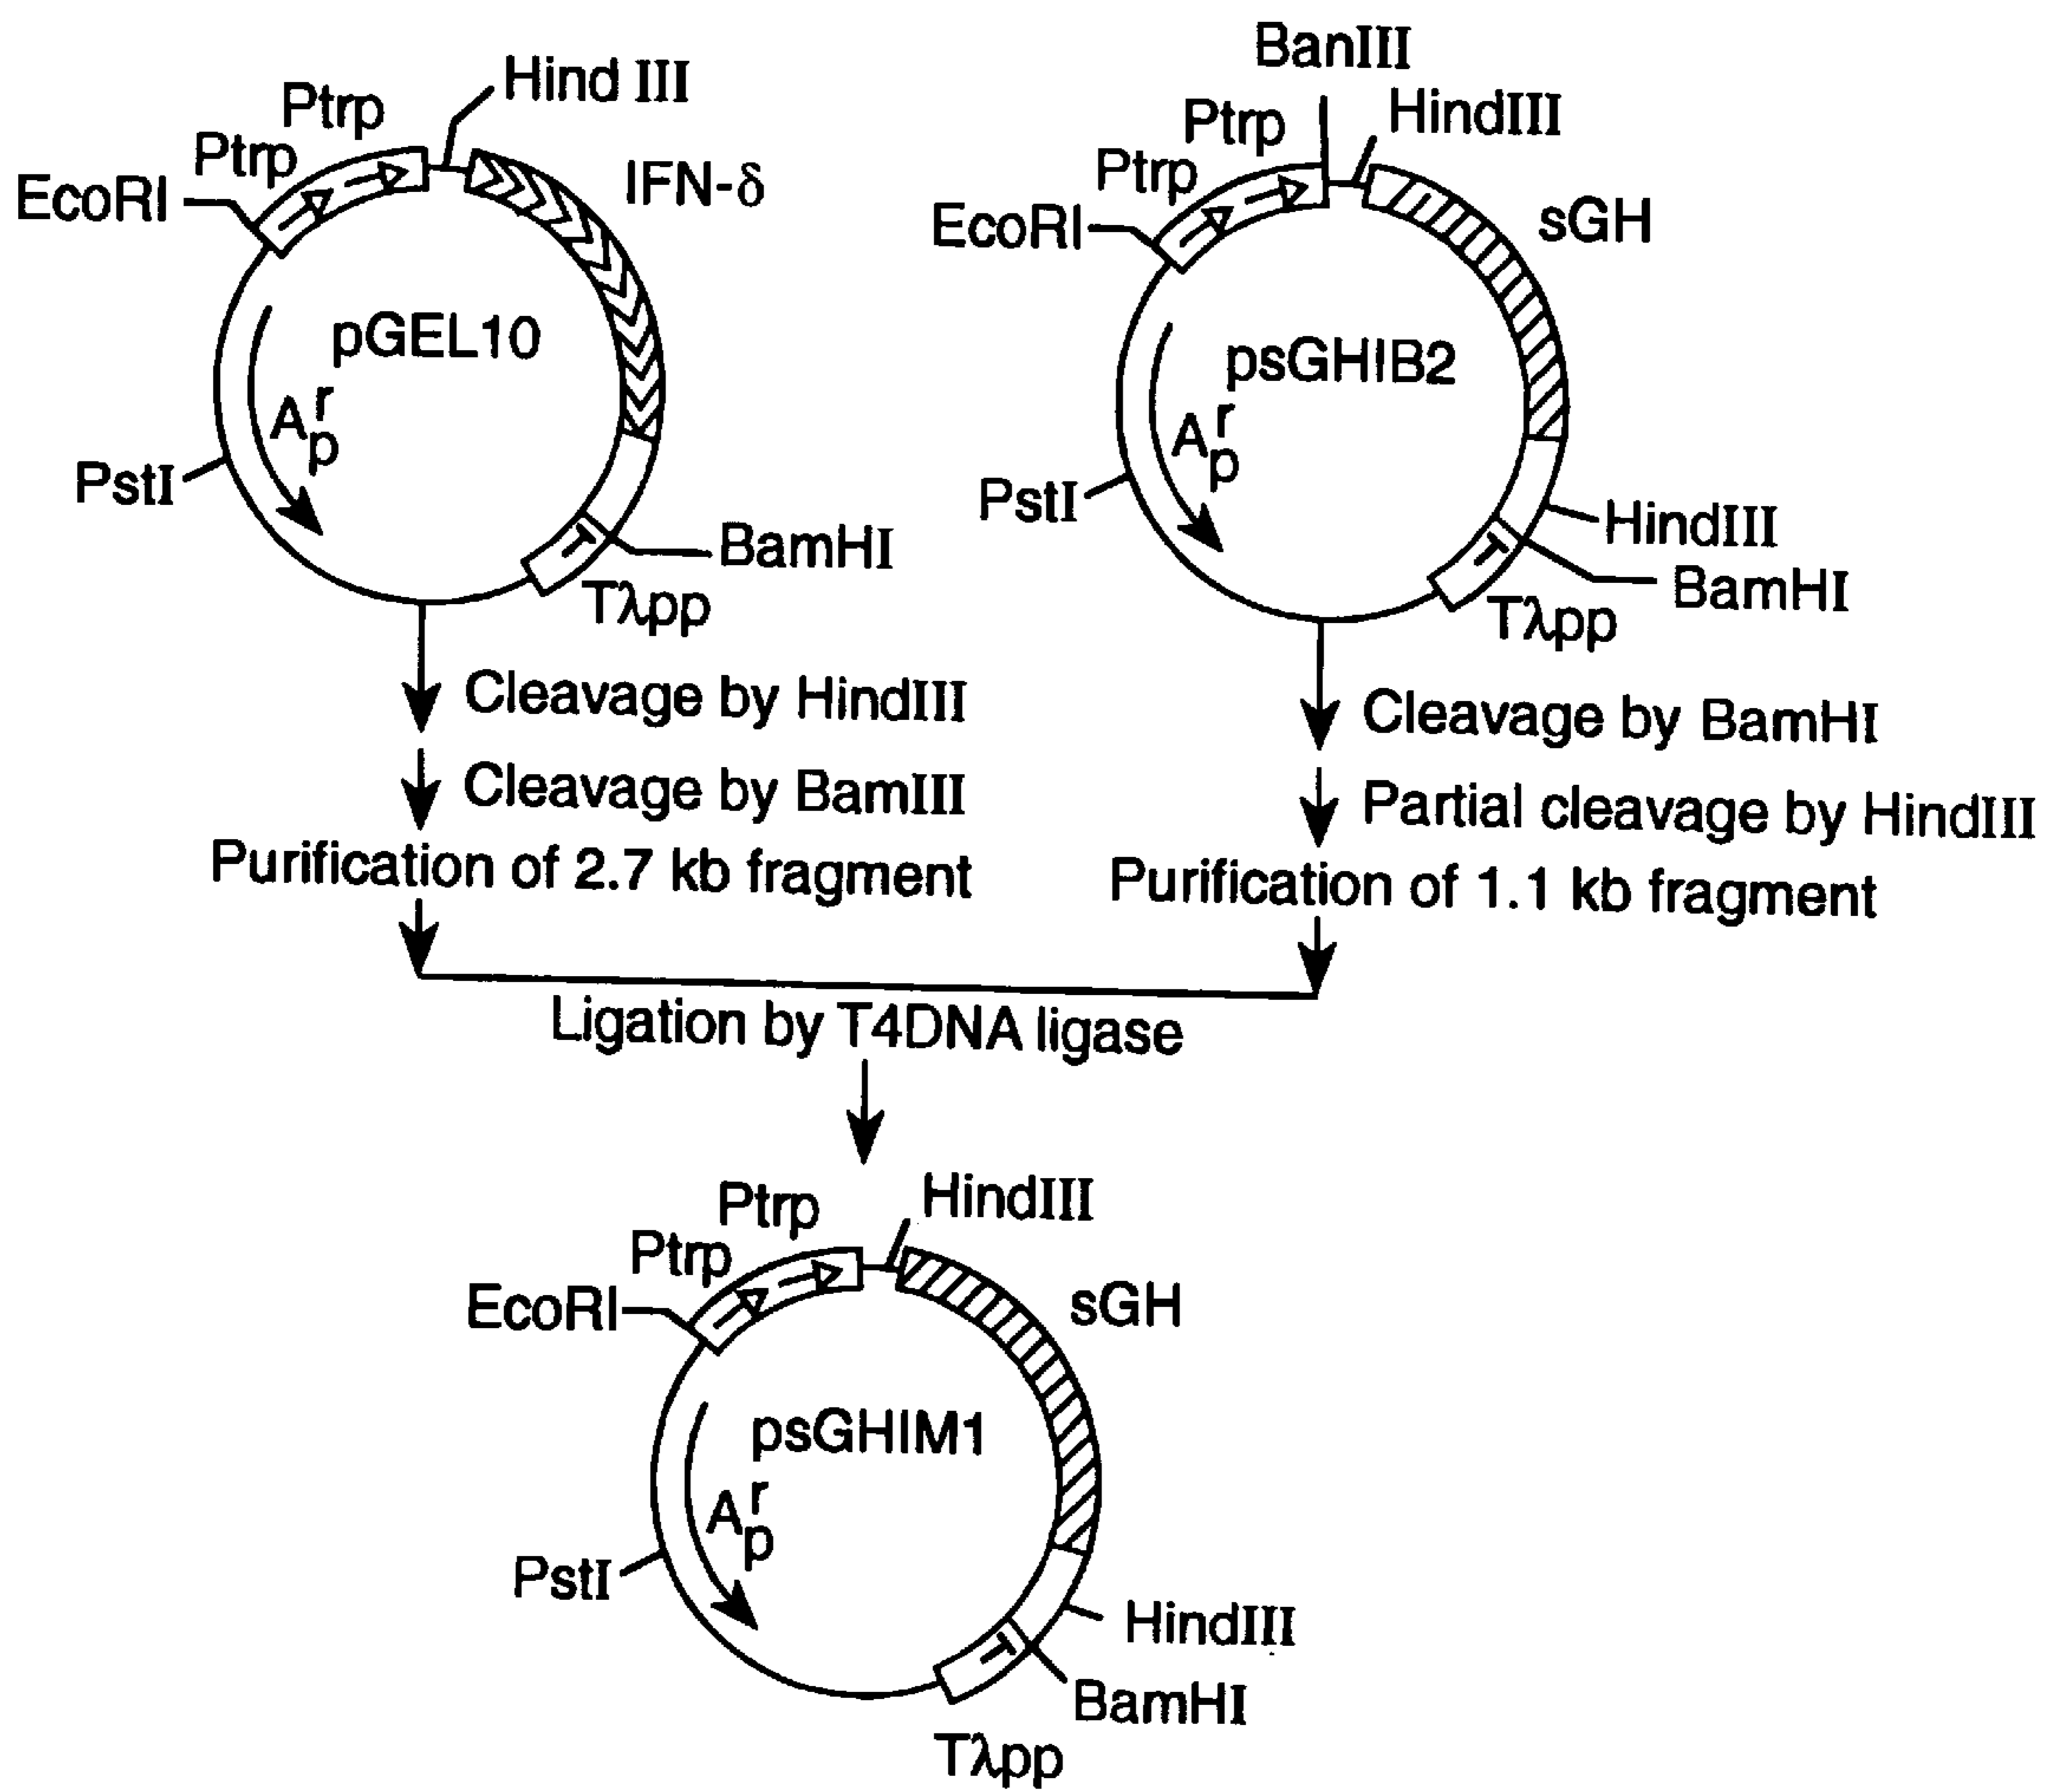 Hind III
Ptrp
Ptrp
EcoRI
IFN-δ
pGEL10
Apr
PstI
BamHI
Tλpp
Cleavage by HindIII
Cleavage by BamIII
Purification of 2.7 kb fragment
BanIII
HindIII
Ptrp
Ptrp
EcoRI
sGH
psGHIB2
Apr
PstI
HindIII
BamHI
Tλpp
Cleavage by BamHI
Partial cleavage by HindIII
Purification of 1.1 kb fragment
Ligation by T4DNA ligase
HindIII
Ptrp
Ptrp
EcoRI
sGH
psGHIM1
Apr
PstI
HindIII
BamHI
Tλpp